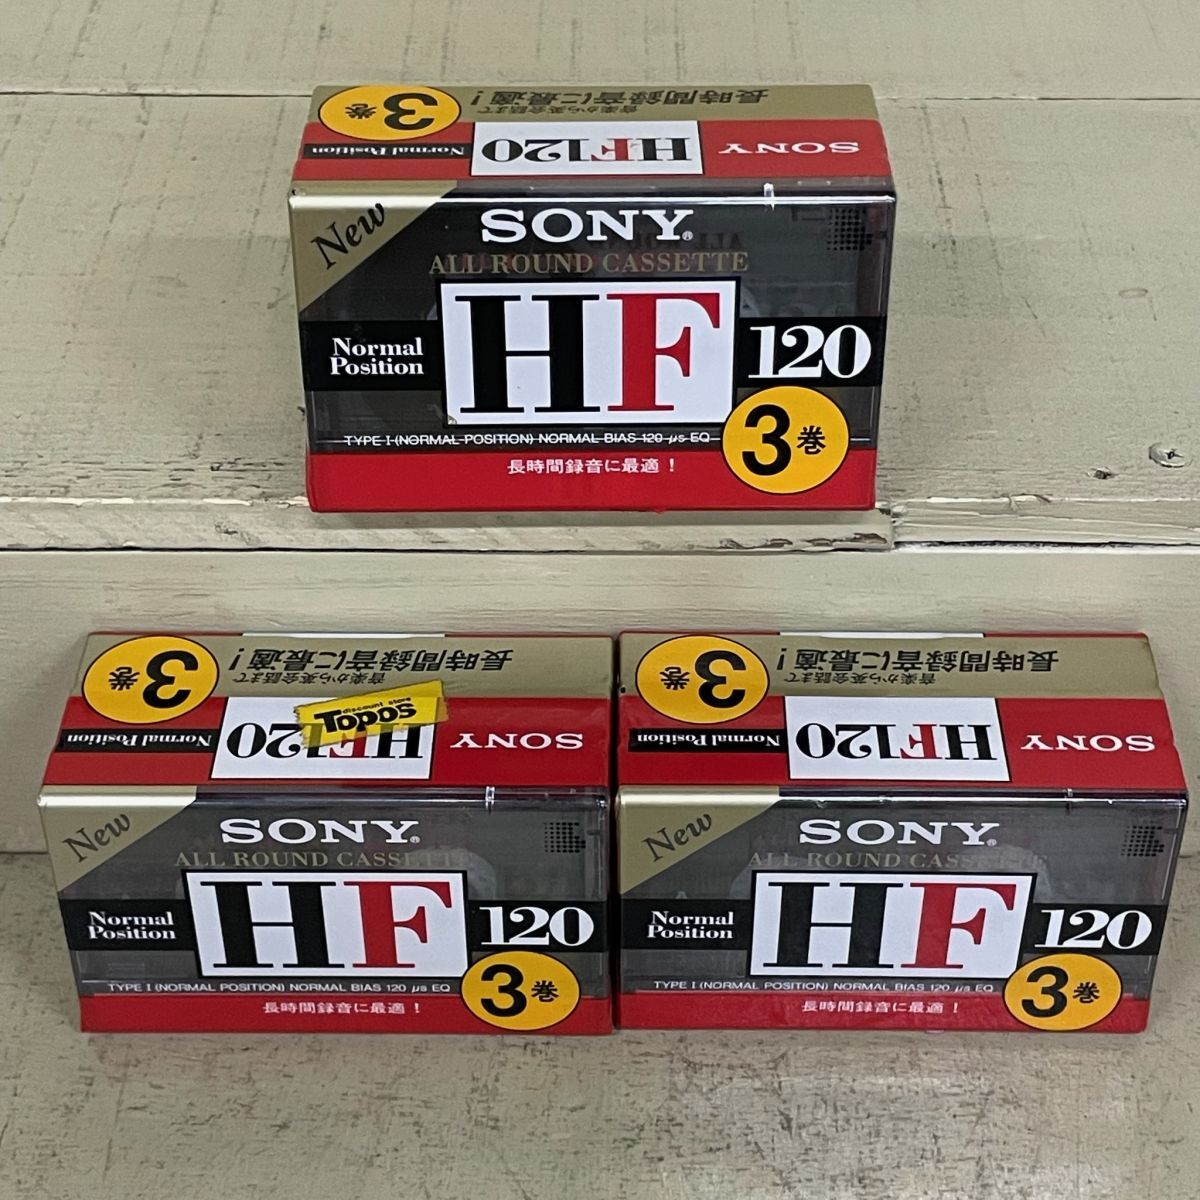 音楽から英会話まで
長時間録音に最適！
3巻
SONY
HF120
Normal Position
New
SONY®
ALL ROUND CASSETTE
Normal
Position
HF
120
TYPE I (NORMAL POSITION) NORMAL BIAS 120 µs EQ
3巻
長時間録音に最適！
音楽から英会話まで
長時間録音に最適！
3巻
discount store
Topos
SONY
HF120
Normal Position
New
SONY®
ALL ROUND CASSETTE
Normal
Position
HF
120
TYPE I (NORMAL POSITION) NORMAL BIAS 120 µs EQ
3巻
長時間録音に最適！
音楽から英会話まで
長時間録音に最適！
3巻
SONY
HF120
Normal Position
New
SONY®
ALL ROUND CASSETTE
Normal
Position
HF
120
TYPE I (NORMAL POSITION) NORMAL BIAS 120 µs EQ
3巻
長時間録音に最適！